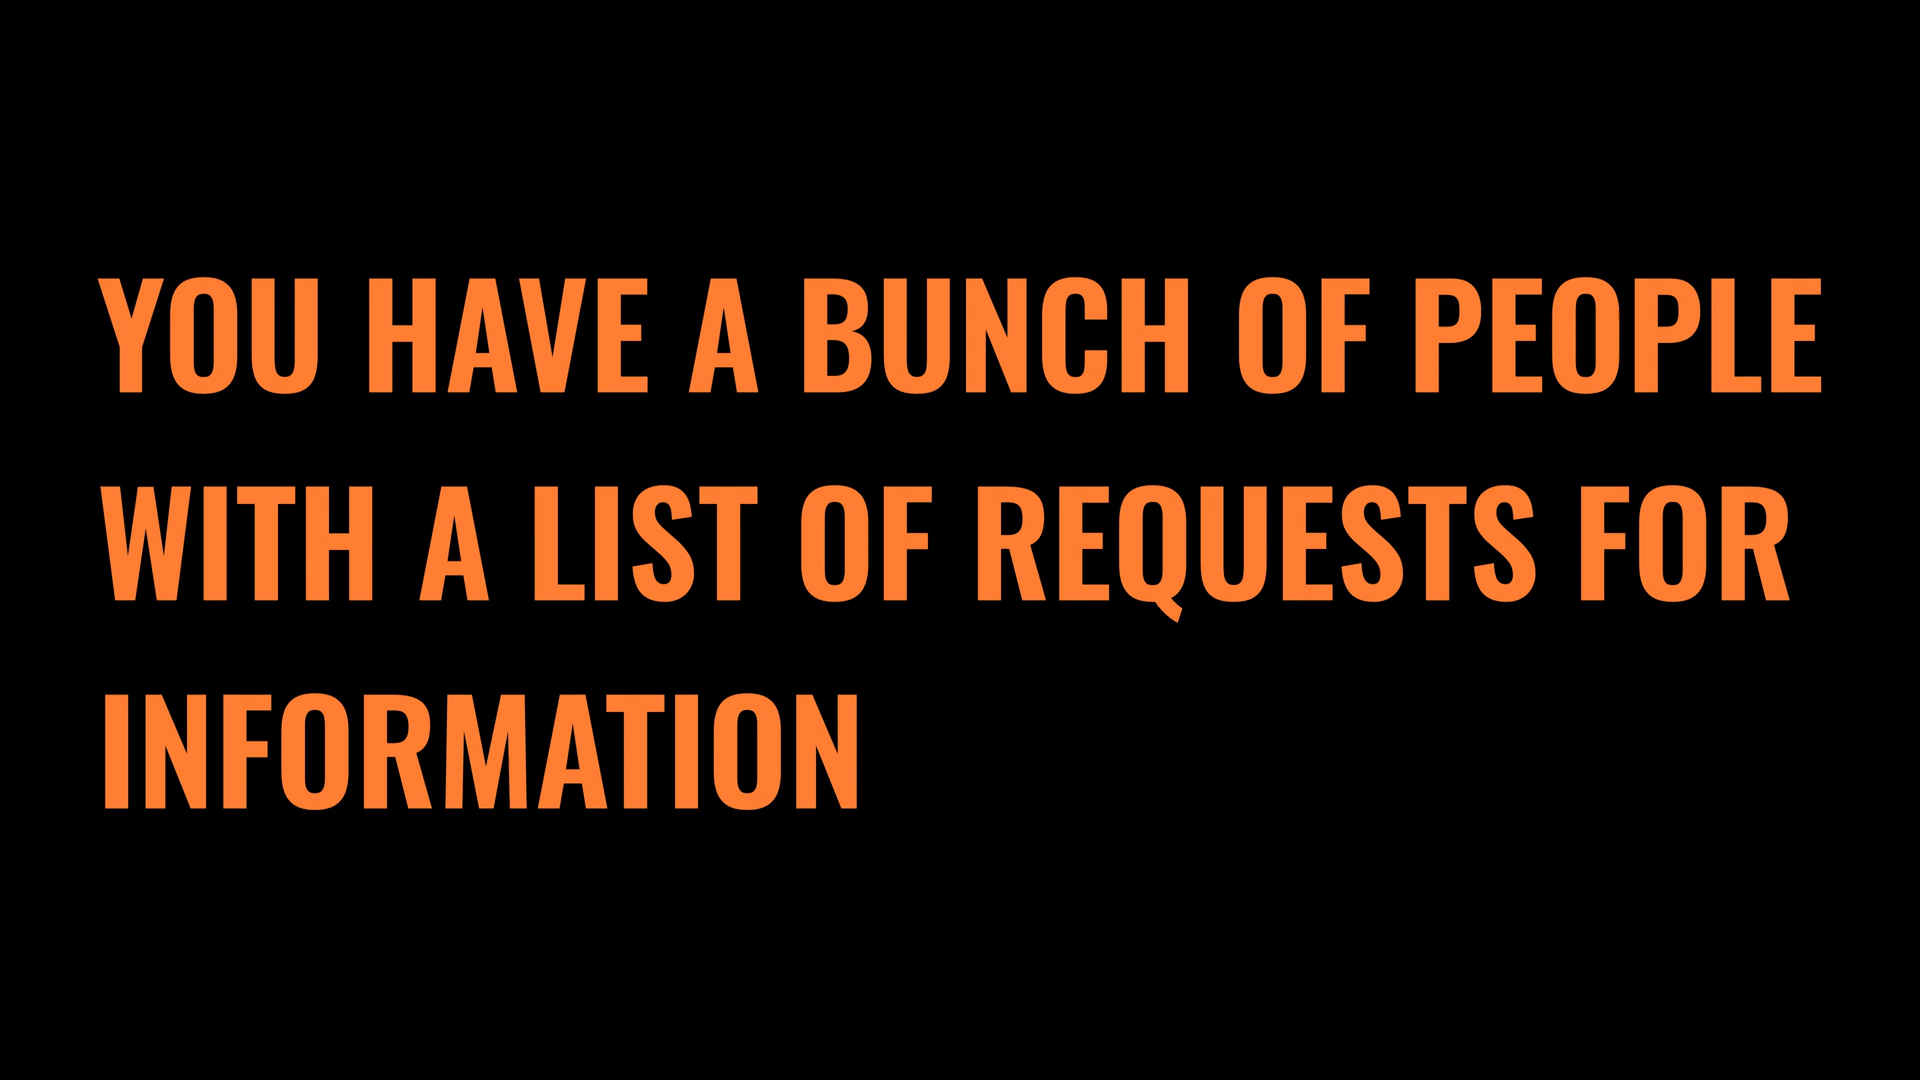 YOU HAVE A BUNCH OF PEOPLE
WITH A LIST OF REQUESTS FOR
INFORMATION